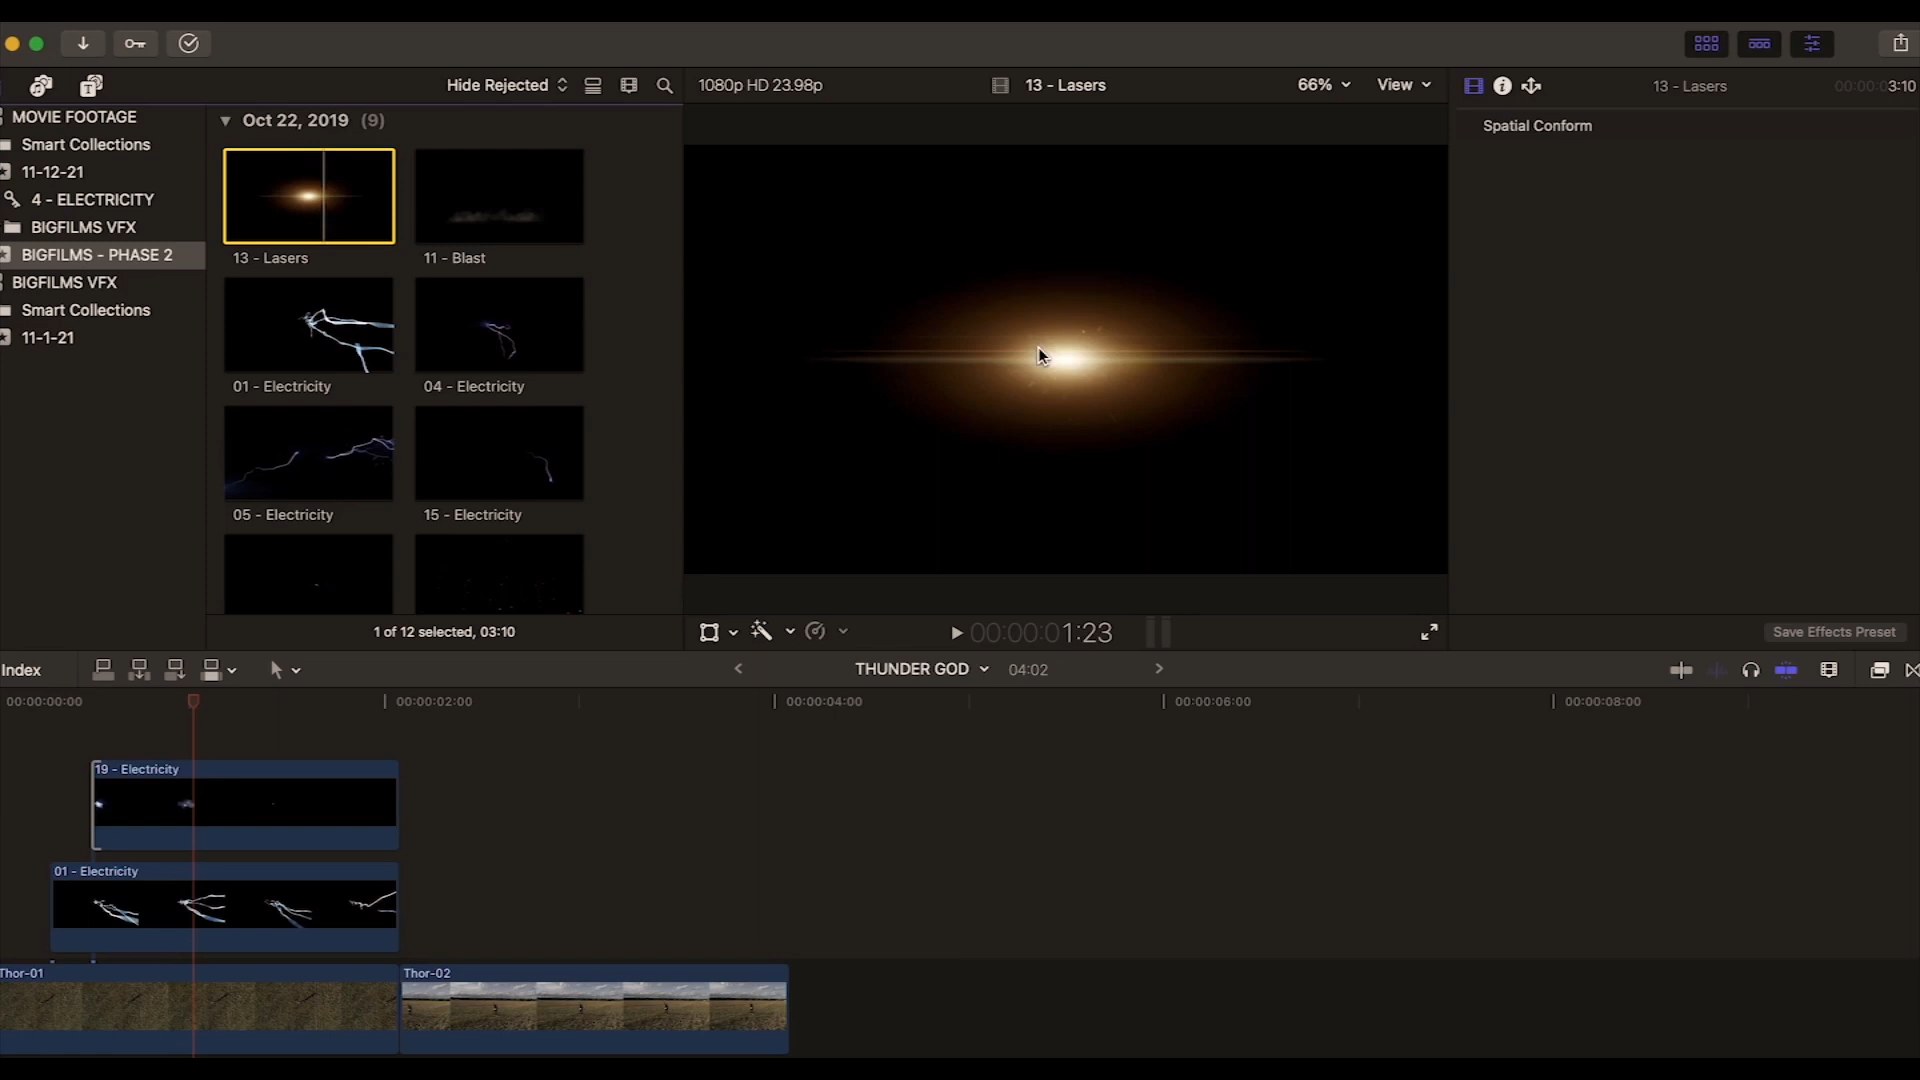 Hide Rejected
1080p HD 23.98p
13 - Lasers
66%
View
13 - Lasers
00:00:03:10
MOVIE FOOTAGE
Smart Collections
11-12-21
4 - ELECTRICITY
BIGFILMS VFX
BIGFILMS - PHASE 2
BIGFILMS VFX
Smart Collections
11-1-21
Oct 22, 2019 (9)
13 - Lasers
11 - Blast
01 - Electricity
04 - Electricity
05 - Electricity
15 - Electricity
1 of 12 selected, 03:10
Spatial Conform
00:00:01:23
Save Effects Preset
Index
THUNDER GOD
04:02
00:00:00:00
00:00:02:00
00:00:04:00
00:00:06:00
00:00:08:00
19 - Electricity
01 - Electricity
Thor-01
Thor-02